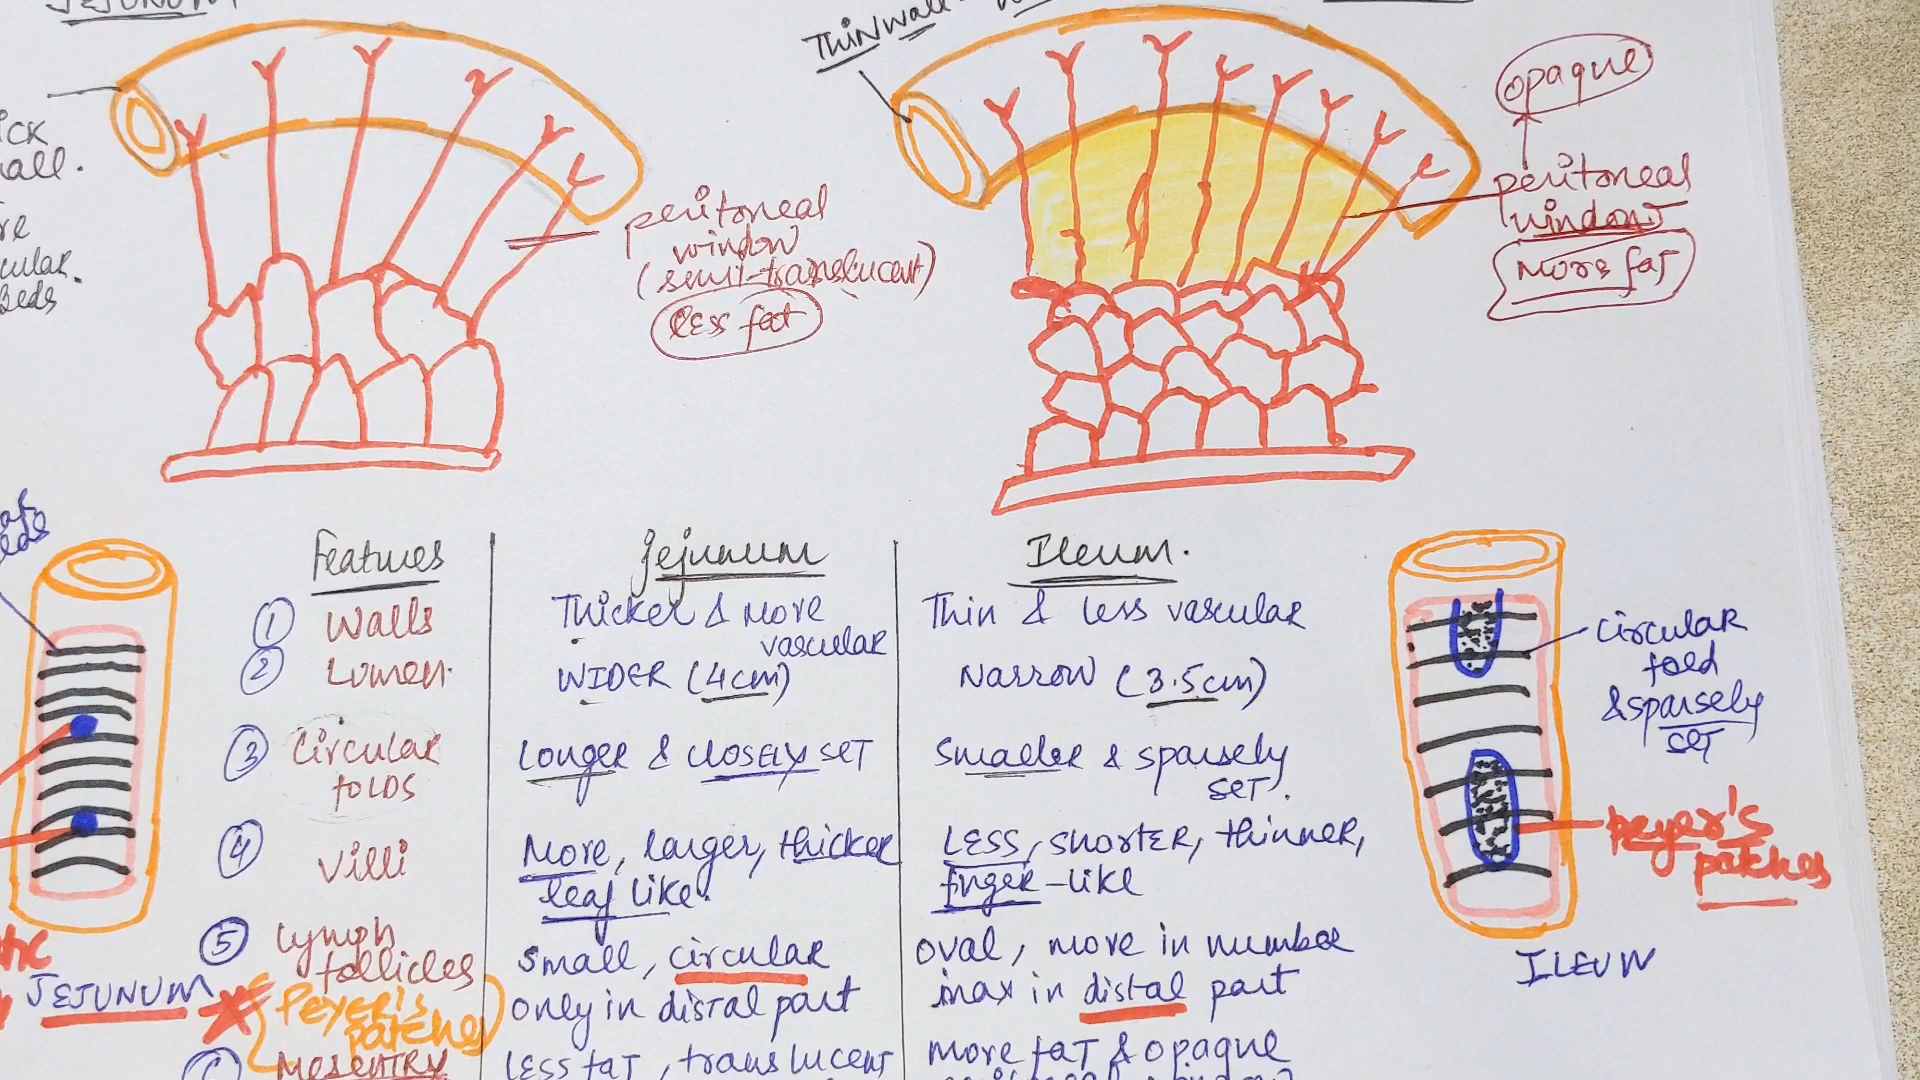 JEJUNUM
Thin wall
opaque
peritoneal
window
More fat
peritoneal
window
(semi-translucent)
Less fat
Features
Jejunum
Ileum.
① Walls
Thicker & More
vascular
Thin & less vascular
② Lumen.
WIDER (4cm)
Narrow (3.5cm)
③ Circular
folds
Longer & closely set
Smaller & sparsely
set.
④ Villi
More, larger, thicker
leaf like.
LESS, shorter, thinner,
finger-like
⑤ Lymph
follicles
Peyer's
patches
Small, circular
only in distal part
oval, more in number
max in distal part
Mesentry
Less fat, translucent
more fat & opaque
JEJUNUM
circular
fold
& sparsely
set
peyer's
patches
ILEUM